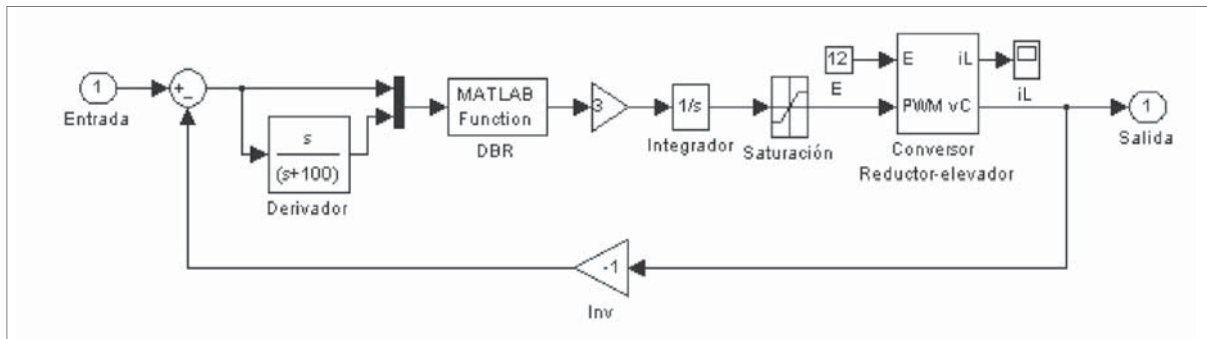 1
Entrada
+
−
s
(s+100)
Derivador
MATLAB
Function
DBR
3
1/s
Integrador
Saturación
12
E
E iL
PWM vC
Conversor
Reductor-elevador
iL
1
Salida
-1
Inv